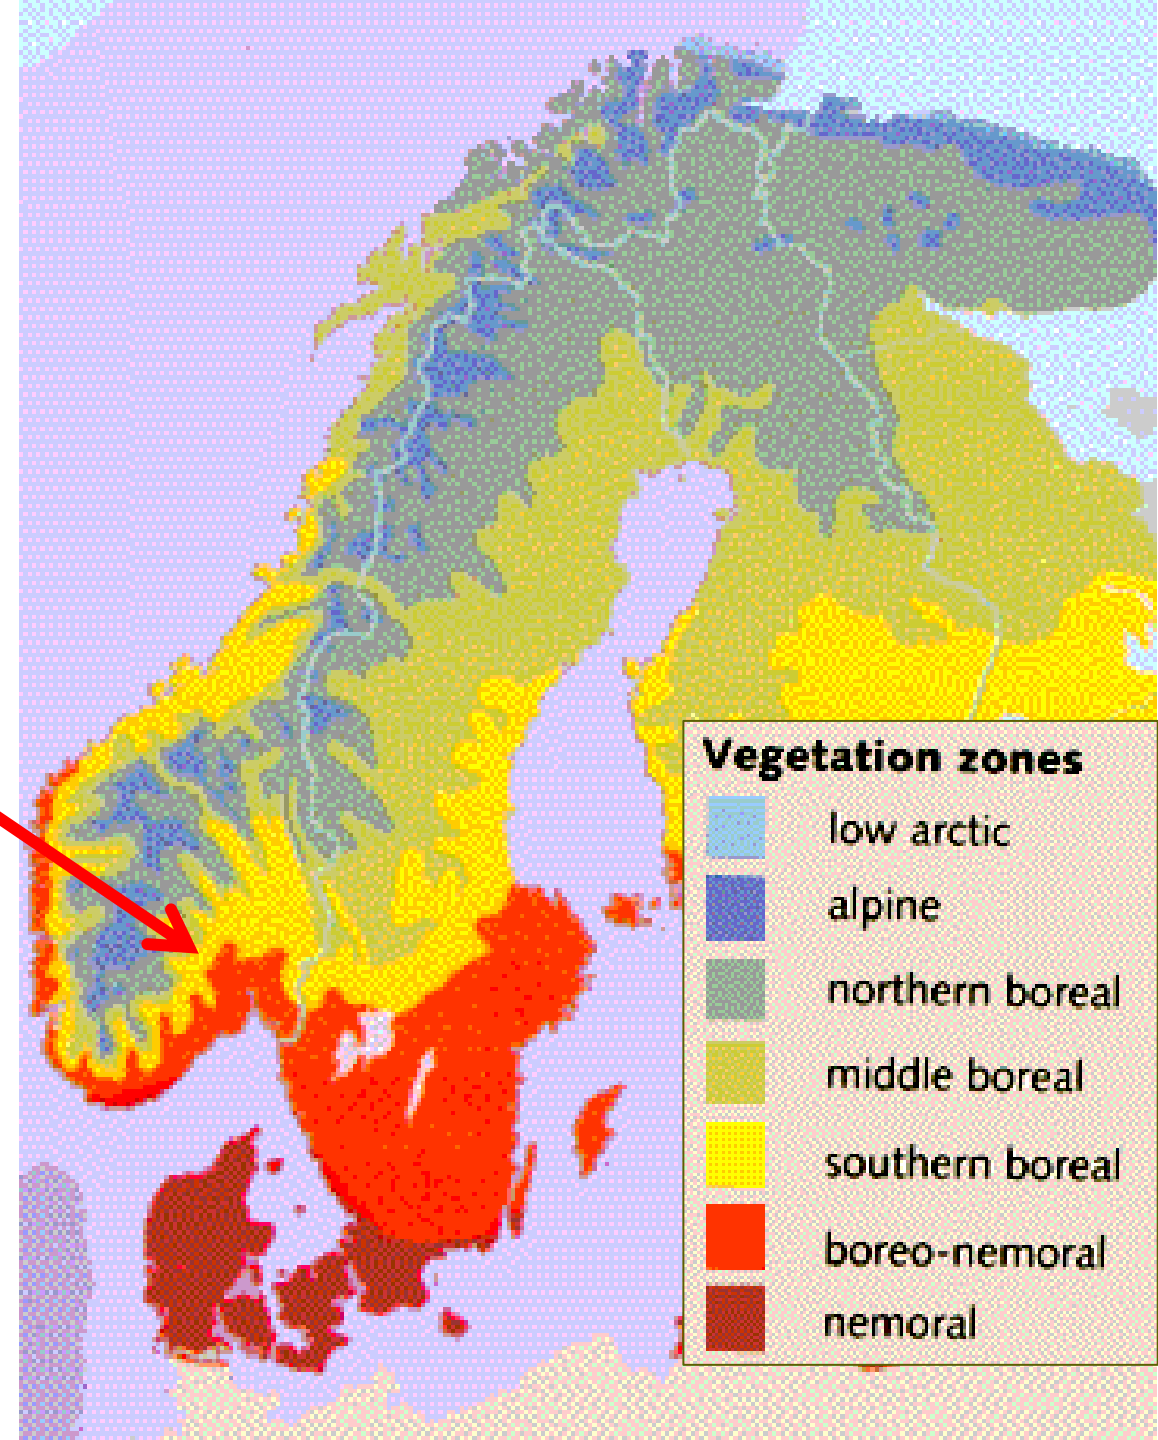 Vegetation zones
low arctic
alpine
northern boreal
middle boreal
southern boreal
boreo-nemoral
nemoral